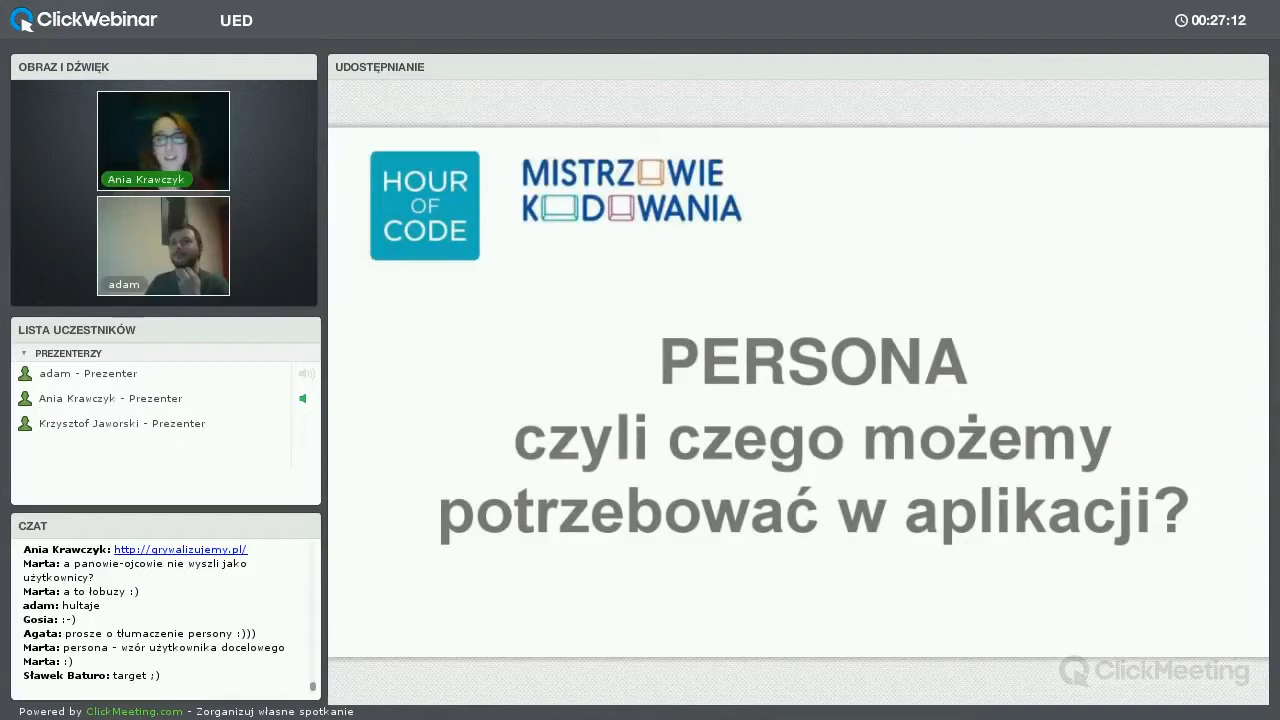 ClickWebinar
UED
00:27:12
OBRAZ I DŹWIĘK
Ania Krawczyk
adam
LISTA UCZESTNIKÓW
PREZENTERZY
adam - Prezenter
Ania Krawczyk - Prezenter
Krzysztof Jaworski - Prezenter
CZAT
Ania Krawczyk: http://grywalizujemy.pl/
Marta: a panowie-ojcowie nie wyszli jako
użytkownicy?
Marta: a to łobuzy :)
adam: hultaje
Gosia: :-)
Agata: prosze o tłumaczenie persony :)))
Marta: persona - wzór użytkownika docelowego
Marta: :)
Sławek Baturo: target ;)
UDOSTĘPNIANIE
HOUR
OF
CODE
MISTRZOWIE
KODOWANIA
PERSONA
czyli czego możemy
potrzebować w aplikacji?
ClickMeeting
Powered by ClickMeeting.com - Zorganizuj własne spotkanie